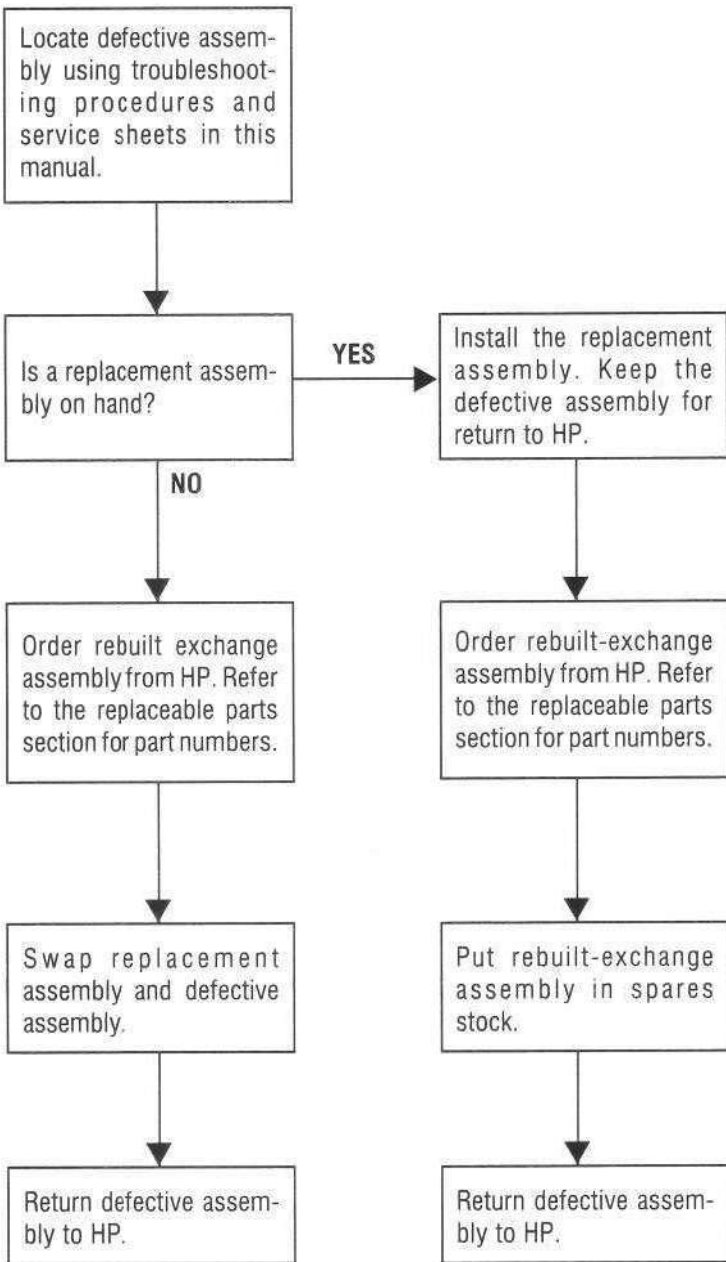 Locate defective assem-
bly using troubleshoot-
ing procedures and
service sheets in this
manual.
Is a replacement assem-
bly on hand?
YES
Install the replacement
assembly. Keep the
defective assembly for
return to HP.
NO
Order rebuilt exchange
assembly from HP. Refer
to the replaceable parts
section for part numbers.
Order rebuilt-exchange
assembly from HP. Refer
to the replaceable parts
section for part numbers.
Swap replacement
assembly and defective
assembly.
Put rebuilt-exchange
assembly in spares
stock.
Return defective assem-
bly to HP.
Return defective assem-
bly to HP.